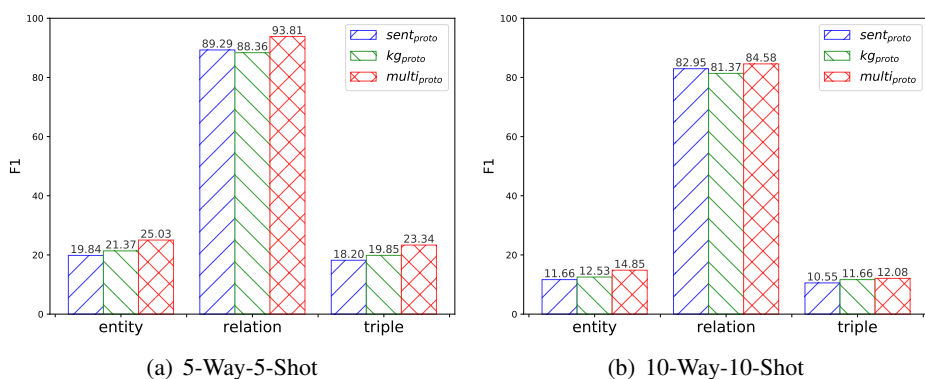 100
80
60
40
20
0
F1
sent_proto
kg_proto
multi_proto
19.84
21.37
25.03
89.29
88.36
93.81
18.20
19.85
23.34
entity relation triple
(a) 5-Way-5-Shot
100
80
60
40
20
0
F1
sent_proto
kg_proto
multi_proto
11.66
12.53
14.85
82.95
81.37
84.58
10.55
11.66
12.08
entity relation triple
(b) 10-Way-10-Shot